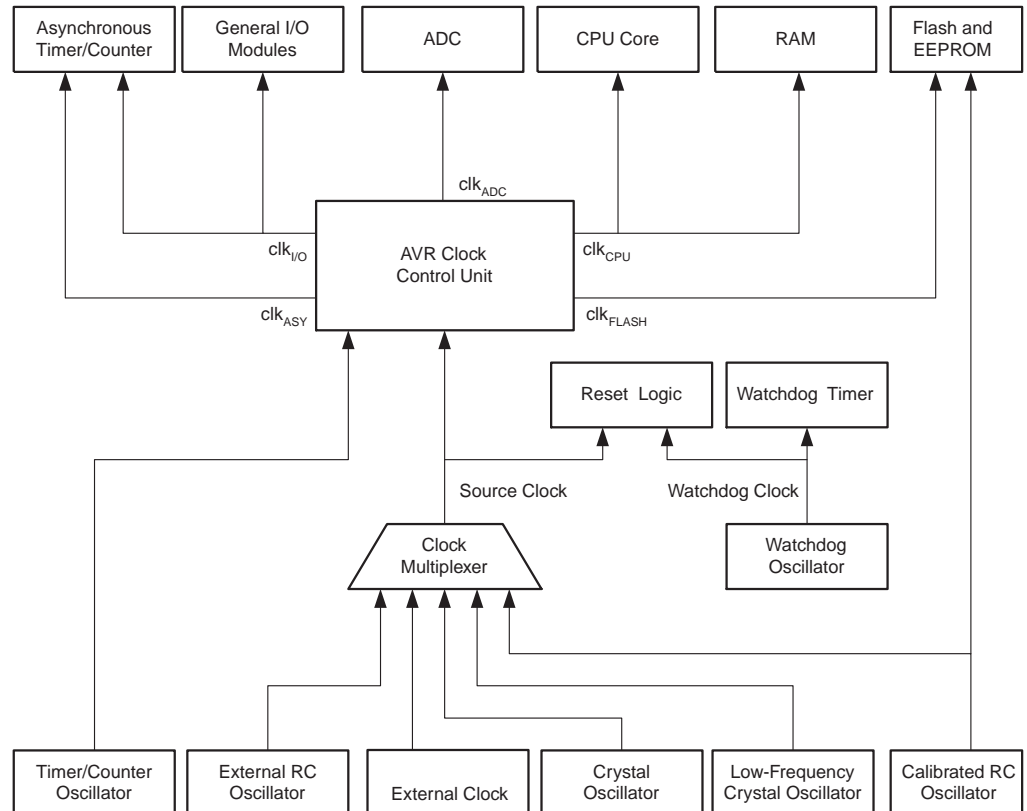 Asynchronous
Timer/Counter
General I/O
Modules
ADC
CPU Core
RAM
Flash and
EEPROM
clkADC
AVR Clock
Control Unit
clkI/O
clkCPU
clkASY
clkFLASH
Reset Logic
Watchdog Timer
Source Clock
Watchdog Clock
Clock
Multiplexer
Watchdog
Oscillator
Timer/Counter
Oscillator
External RC
Oscillator
External Clock
Crystal
Oscillator
Low-Frequency
Crystal Oscillator
Calibrated RC
Oscillator